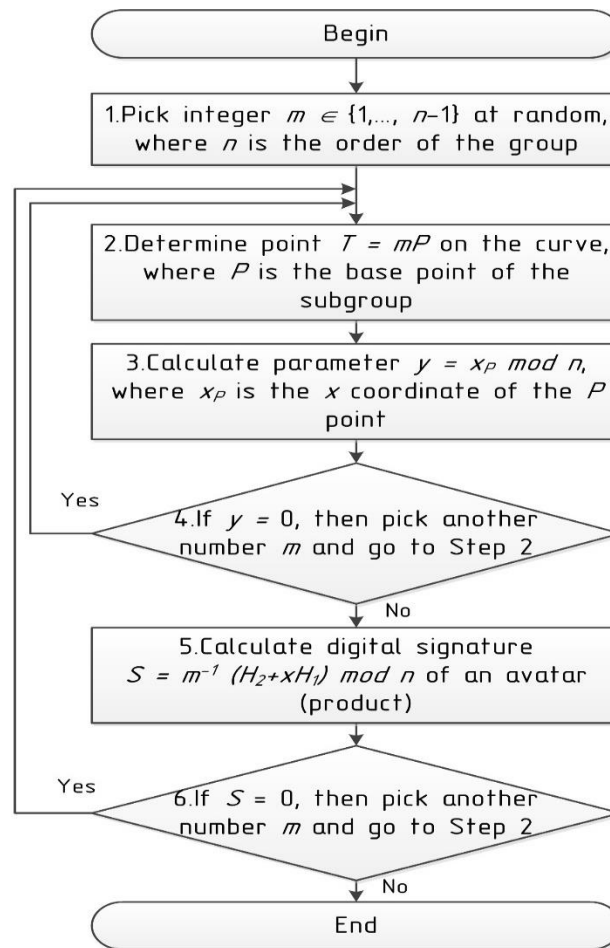 Begin
1.Pick integer m ∈ {1,..., n-1} at random,
where n is the order of the group
2.Determine point T = mP on the curve,
where P is the base point of the
subgroup
3.Calculate parameter y = xₚ mod n,
where xₚ is the x coordinate of the P
point
Yes
4.If y = 0, then pick another
number m and go to Step 2
No
5.Calculate digital signature
S = m⁻¹ (H₂+xH₁) mod n of an avatar
(product)
Yes
6.If S = 0, then pick another
number m and go to Step 2
No
End